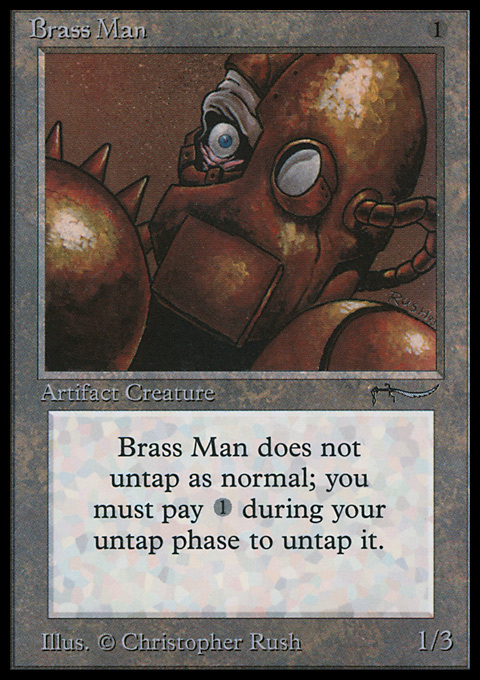 Brass Man 1
RUSH
Artifact Creature
Brass Man does not
untap as normal; you
must pay 1 during your
untap phase to untap it.
Illus. © Christopher Rush 1/3